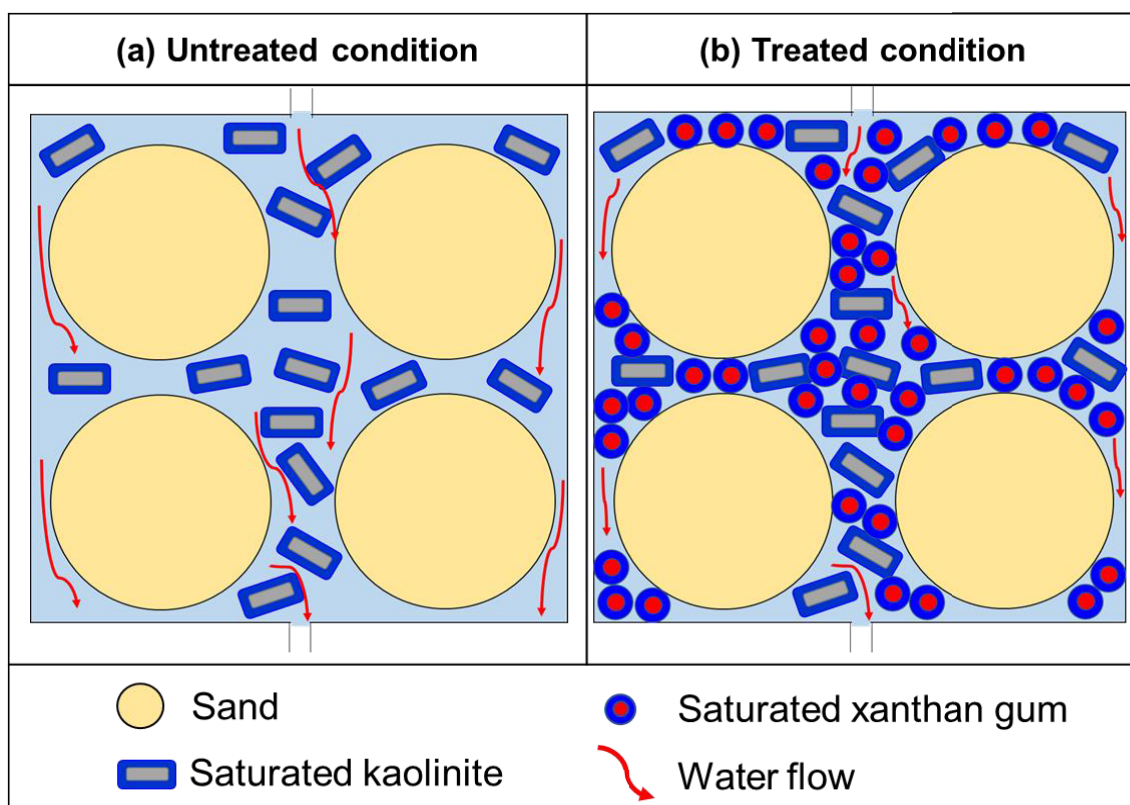 (a) Untreated condition
(b) Treated condition
Sand
Saturated xanthan gum
Saturated kaolinite
Water flow